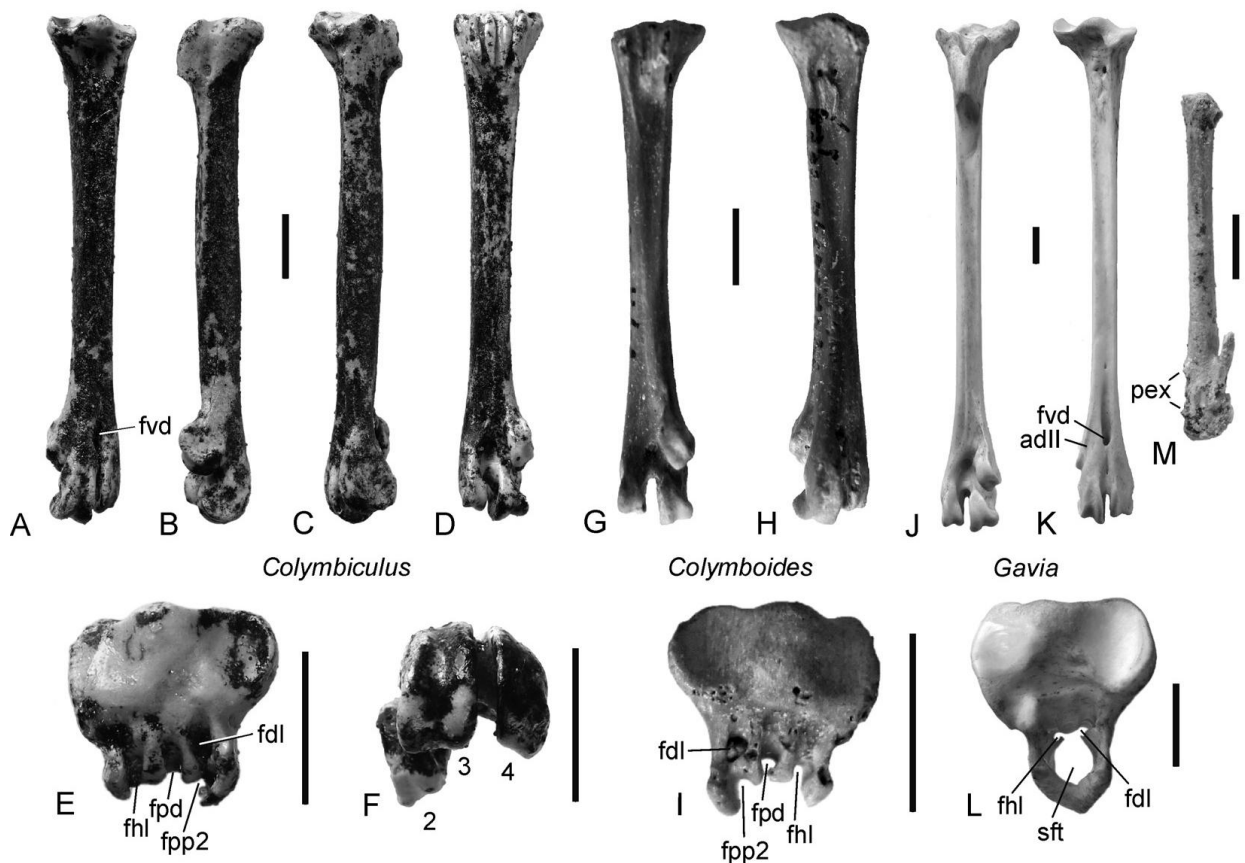 fvd
pex
fvd
adII
M
A
B
C
D
G
H
J
K
Colymbiculus
Colymboides
Gavia
fdl
fdl
3
4
fhl
fpd
fpp2
E
F
2
fpd
fhl
fpp2
I
fhl
fdl
sft
L